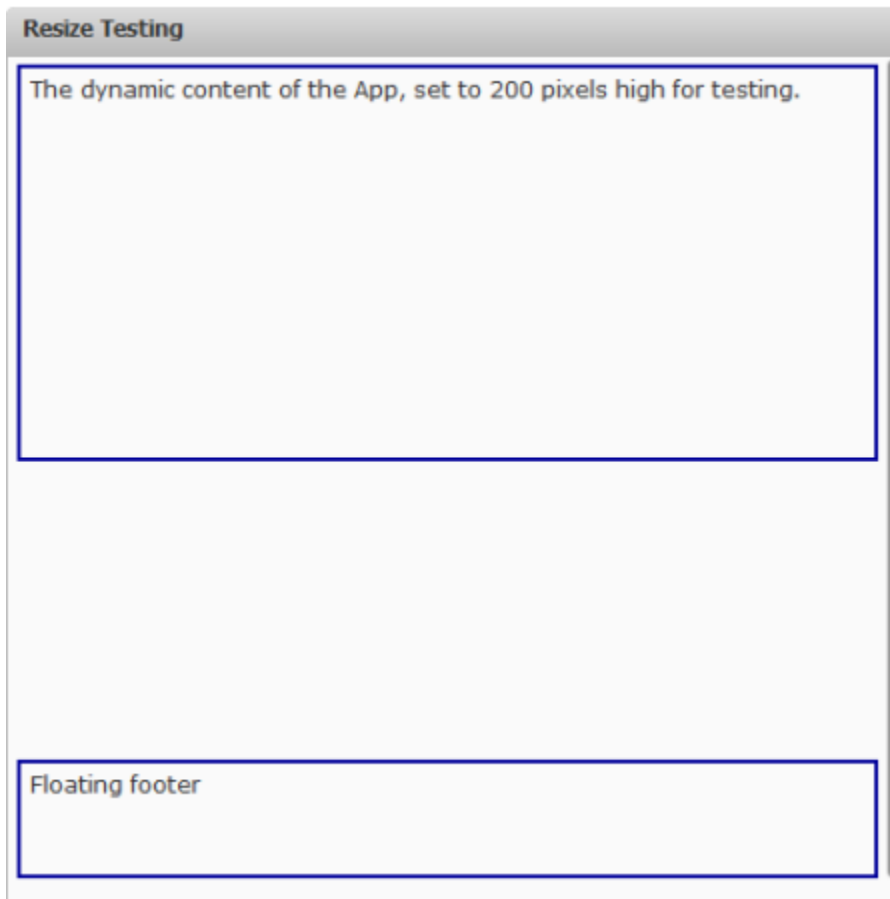 Resize Testing
The dynamic content of the App, set to 200 pixels high for testing.
Floating footer